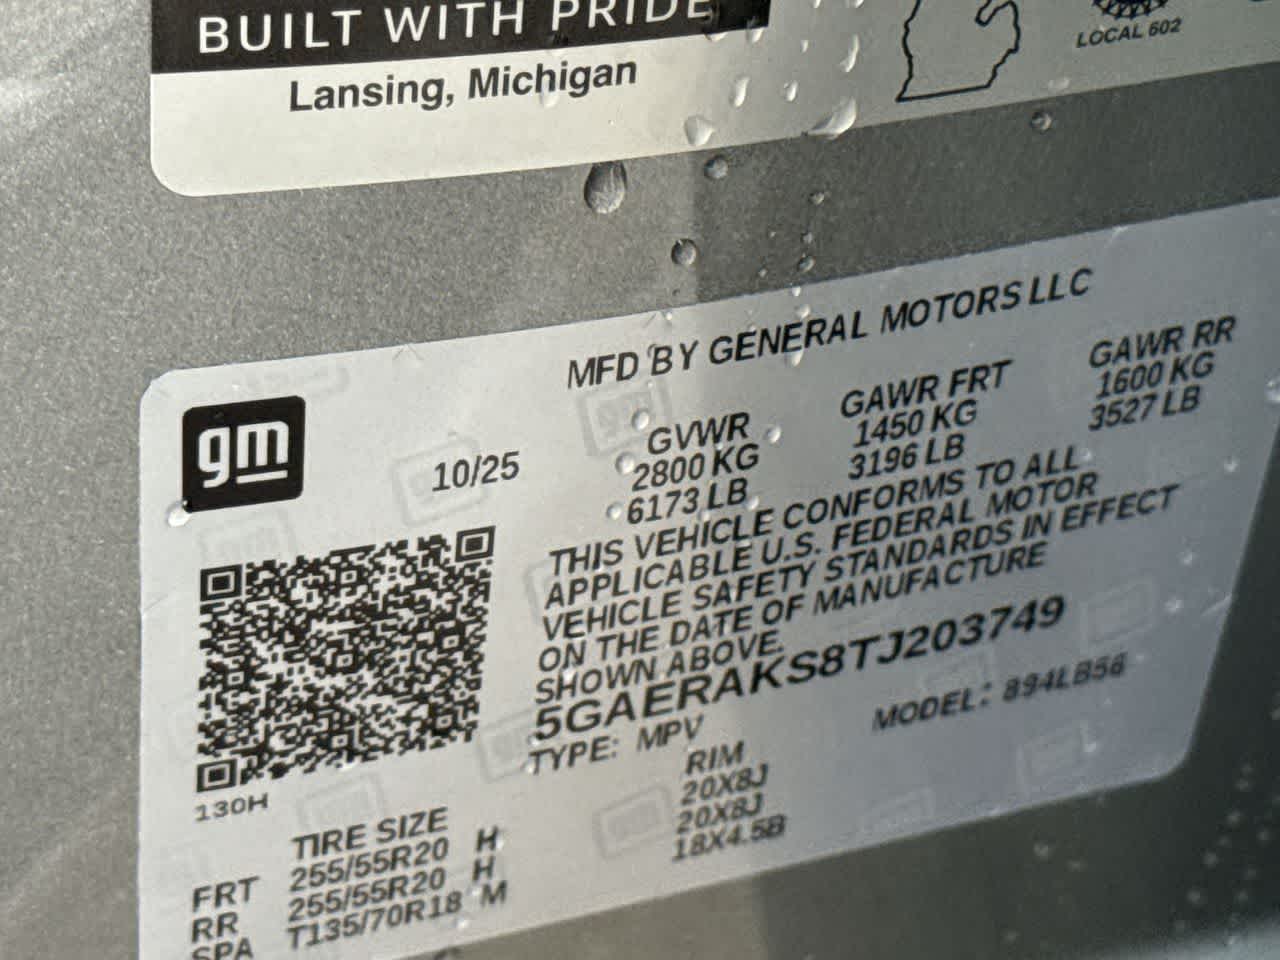 BUILT WITH PRIDE
Lansing, Michigan
LOCAL 602
gm
10/25
MFD BY GENERAL MOTORS LLC
GVWR GAWR FRT GAWR RR
2800 KG 1450 KG 1600 KG
6173 LB 3196 LB 3527 LB
THIS VEHICLE CONFORMS TO ALL
APPLICABLE U.S. FEDERAL MOTOR
VEHICLE SAFETY STANDARDS IN EFFECT
ON THE DATE OF MANUFACTURE
SHOWN ABOVE.
5GAERAKS8TJ203749
TYPE: MPV MODEL: 894LB56
130H
TIRE SIZE RIM
FRT 255/55R20 H 20X8J
RR 255/55R20 H 20X8J
SPA T135/70R18 M 18X4.5B